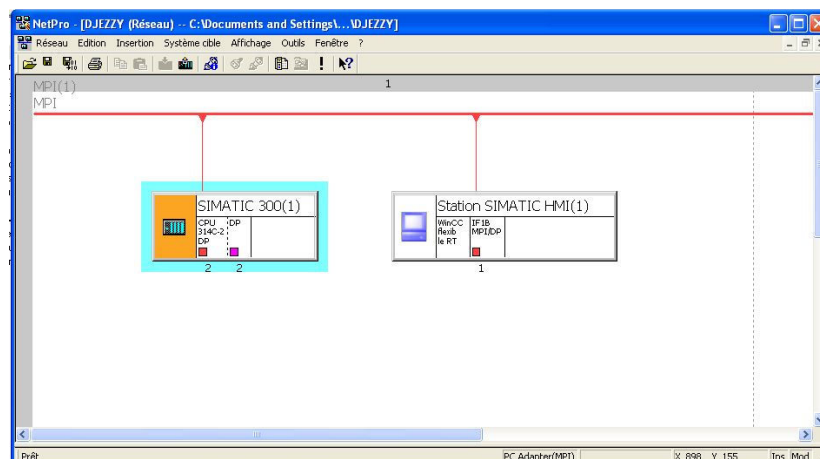 NetPro - [DJEZZY (Réseau) -- C:\Documents and Settings\...\DJEZZY]
Réseau Edition Insertion Système cible Affichage Outils Fenêtre ?
MPI(1)
MPI
1
SIMATIC 300(1)
CPU
314C-2
DP
DP
2 2
Station SIMATIC HMI(1)
WinCC
flexib
le RT
IF1B
MPI/DP
1
Prêt PC Adapter(MPI) X 898 Y 155 Ins Mod